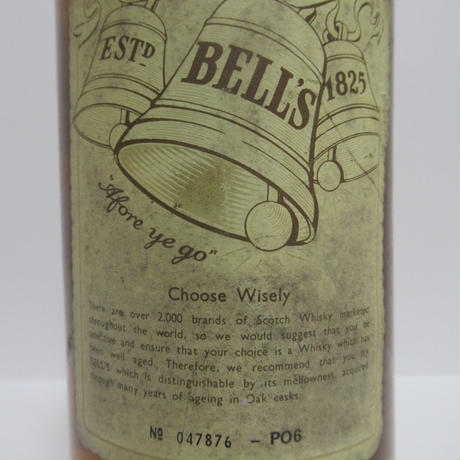 ESTD BELL'S 1825
"Afore ye go"
Choose Wisely
There are over 2,000 brands of Scotch Whisky marketed
throughout the world, so we would suggest that you be
selective and ensure that your choice is a Whisky which has
been well aged. Therefore, we recommend that you try
BELL'S which is distinguishable by its mellowness, acquired
through many years of ageing in Oak casks.
Nº 047876 - PO6